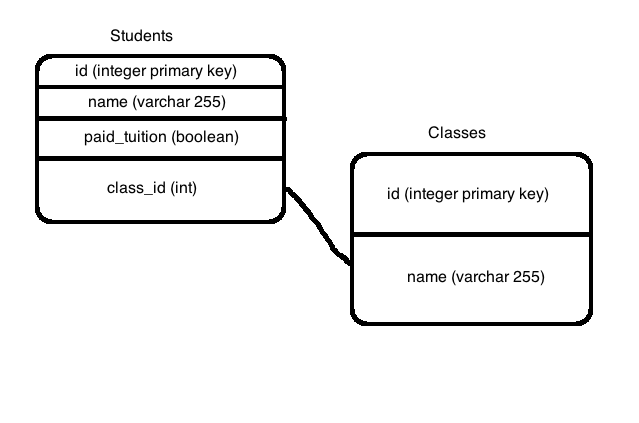 Students
id (integer primary key)
name (varchar 255)
paid_tuition (boolean)
class_id (int)
Classes
id (integer primary key)
name (varchar 255)